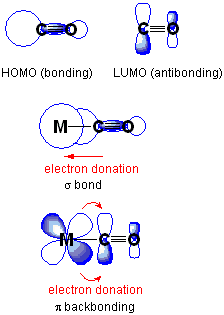 C≡O C≡O
HOMO (bonding) LUMO (antibonding)
M—C≡O
electron donation
σ bond
M—C≡O
electron donation
π backbonding